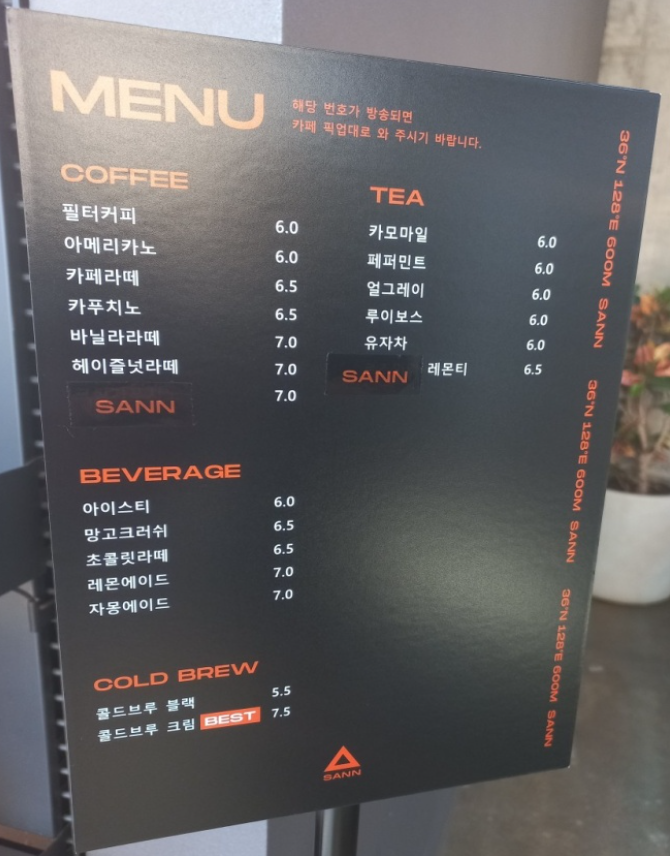 MENU
해당 번호가 방송되면
카페 픽업대로 와 주시기 바랍니다.
COFFEE
필터커피 6.0
아메리카노 6.0
카페라떼 6.5
카푸치노 6.5
바닐라라떼 7.0
헤이즐넛라떼 7.0
SANN 7.0
BEVERAGE
아이스티 6.0
망고크러쉬 6.5
초콜릿라떼 6.5
레몬에이드 7.0
자몽에이드 7.0
COLD BREW
콜드브루 블랙 5.5
콜드브루 크림 BEST 7.5
TEA
카모마일 6.0
페퍼민트 6.0
얼그레이 6.0
루이보스 6.0
유자차 6.0
SANN 레몬티 6.5
36°N 128°E 600M SANN
36°N 128°E 600M SANN
36°N 128°E 600M SANN
SANN